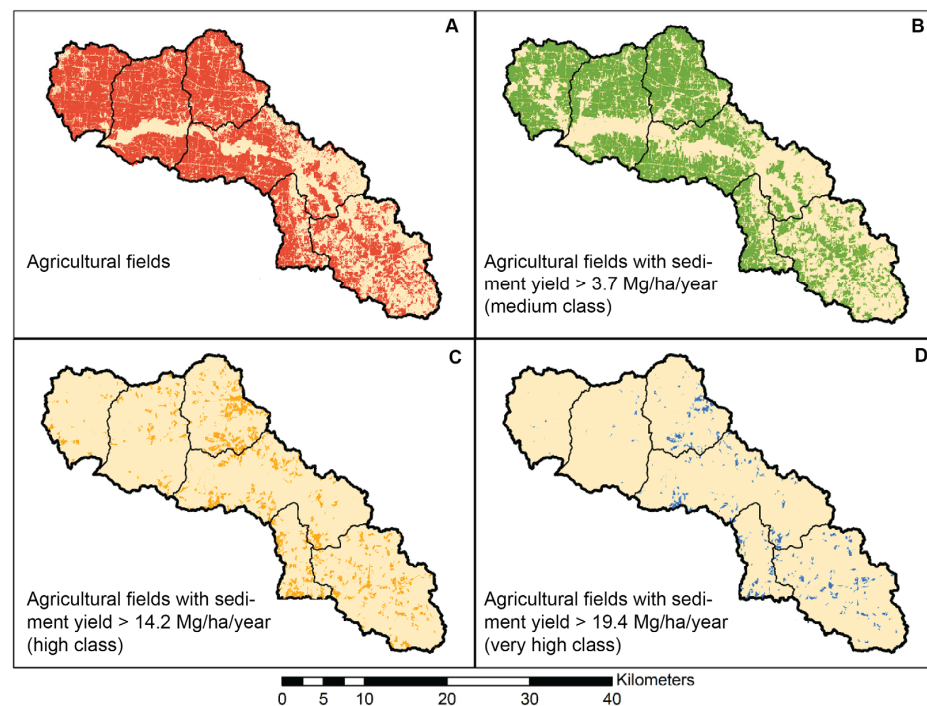 A
Agricultural fields
B
Agricultural fields with sedi-
ment yield > 3.7 Mg/ha/year
(medium class)
C
Agricultural fields with sedi-
ment yield > 14.2 Mg/ha/year
(high class)
D
Agricultural fields with sedi-
ment yield > 19.4 Mg/ha/year
(very high class)
Kilometers
0 5 10 20 30 40